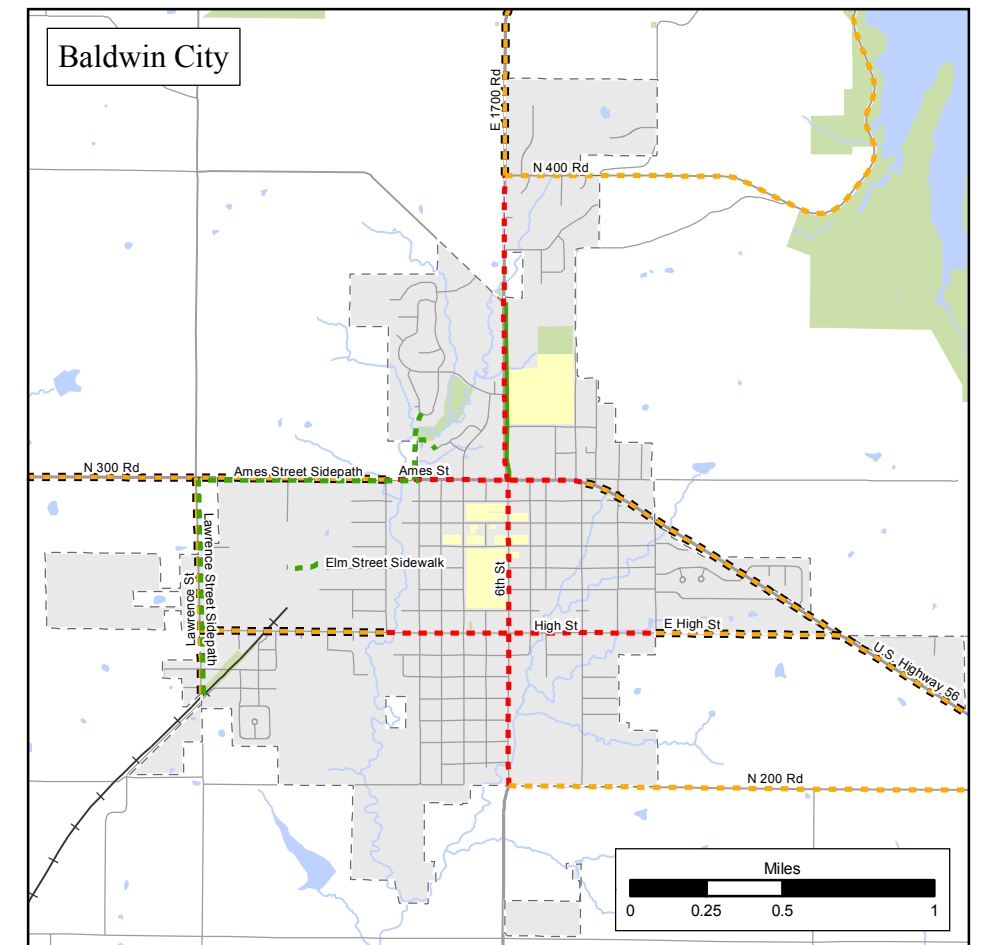 Baldwin City
E 1700 Rd
N 400 Rd
N 300 Rd
Ames Street Sidepath
Ames St
Lawrence St
Lawrence Street Sidepath
Elm Street Sidewalk
6th St
High St
E High St
U.S. Highway 56
N 200 Rd
Miles
0 0.25 0.5 1